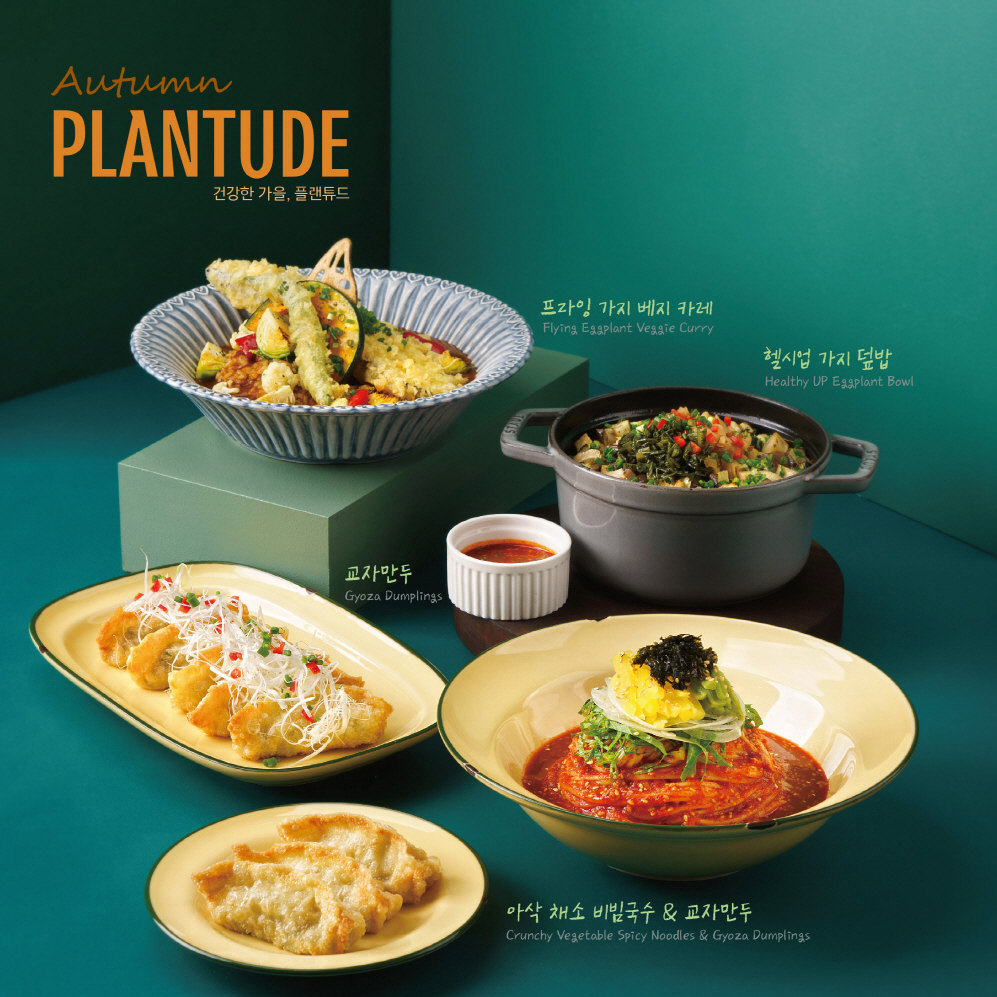 Autumn
PLANTUDE
건강한 가을, 플랜튜드
프라잉 가지 베지 카레
Flying Eggplant Veggie Curry
헬시업 가지 덮밥
Healthy UP Eggplant Bowl
STAUB
교자만두
Gyoza Dumplings
아삭 채소 비빔국수 & 교자만두
Crunchy Vegetable Spicy Noodles & Gyoza Dumplings